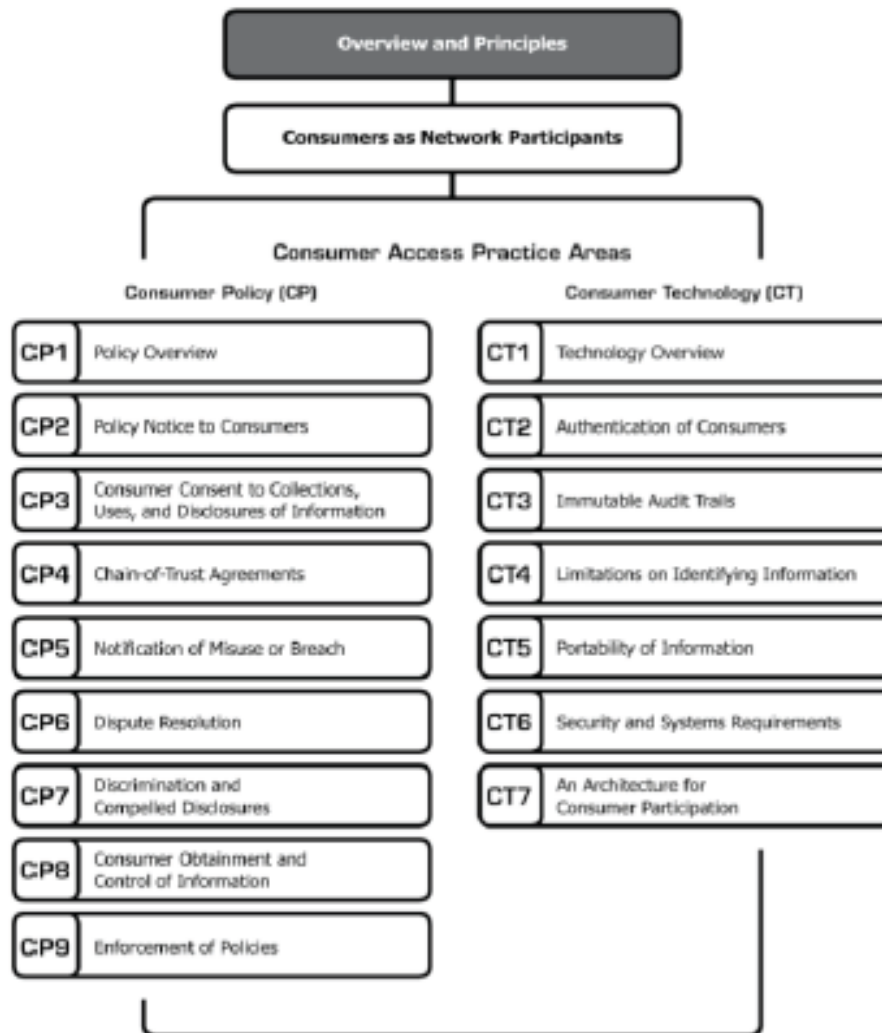 Overview and Principles
Consumers as Network Participants
Consumer Access Practice Areas
Consumer Policy (CP)
CP1 Policy Overview
CP2 Policy Notice to Consumers
CP3 Consumer Consent to Collections,
Uses, and Disclosures of Information
CP4 Chain-of-Trust Agreements
CP5 Notification of Misuse or Breach
CP6 Dispute Resolution
CP7 Discrimination and
Compelled Disclosures
CP8 Consumer Obtainment and
Control of Information
CP9 Enforcement of Policies
Consumer Technology (CT)
CT1 Technology Overview
CT2 Authentication of Consumers
CT3 Immutable Audit Trails
CT4 Limitations on Identifying Information
CT5 Portability of Information
CT6 Security and Systems Requirements
CT7 An Architecture for
Consumer Participation